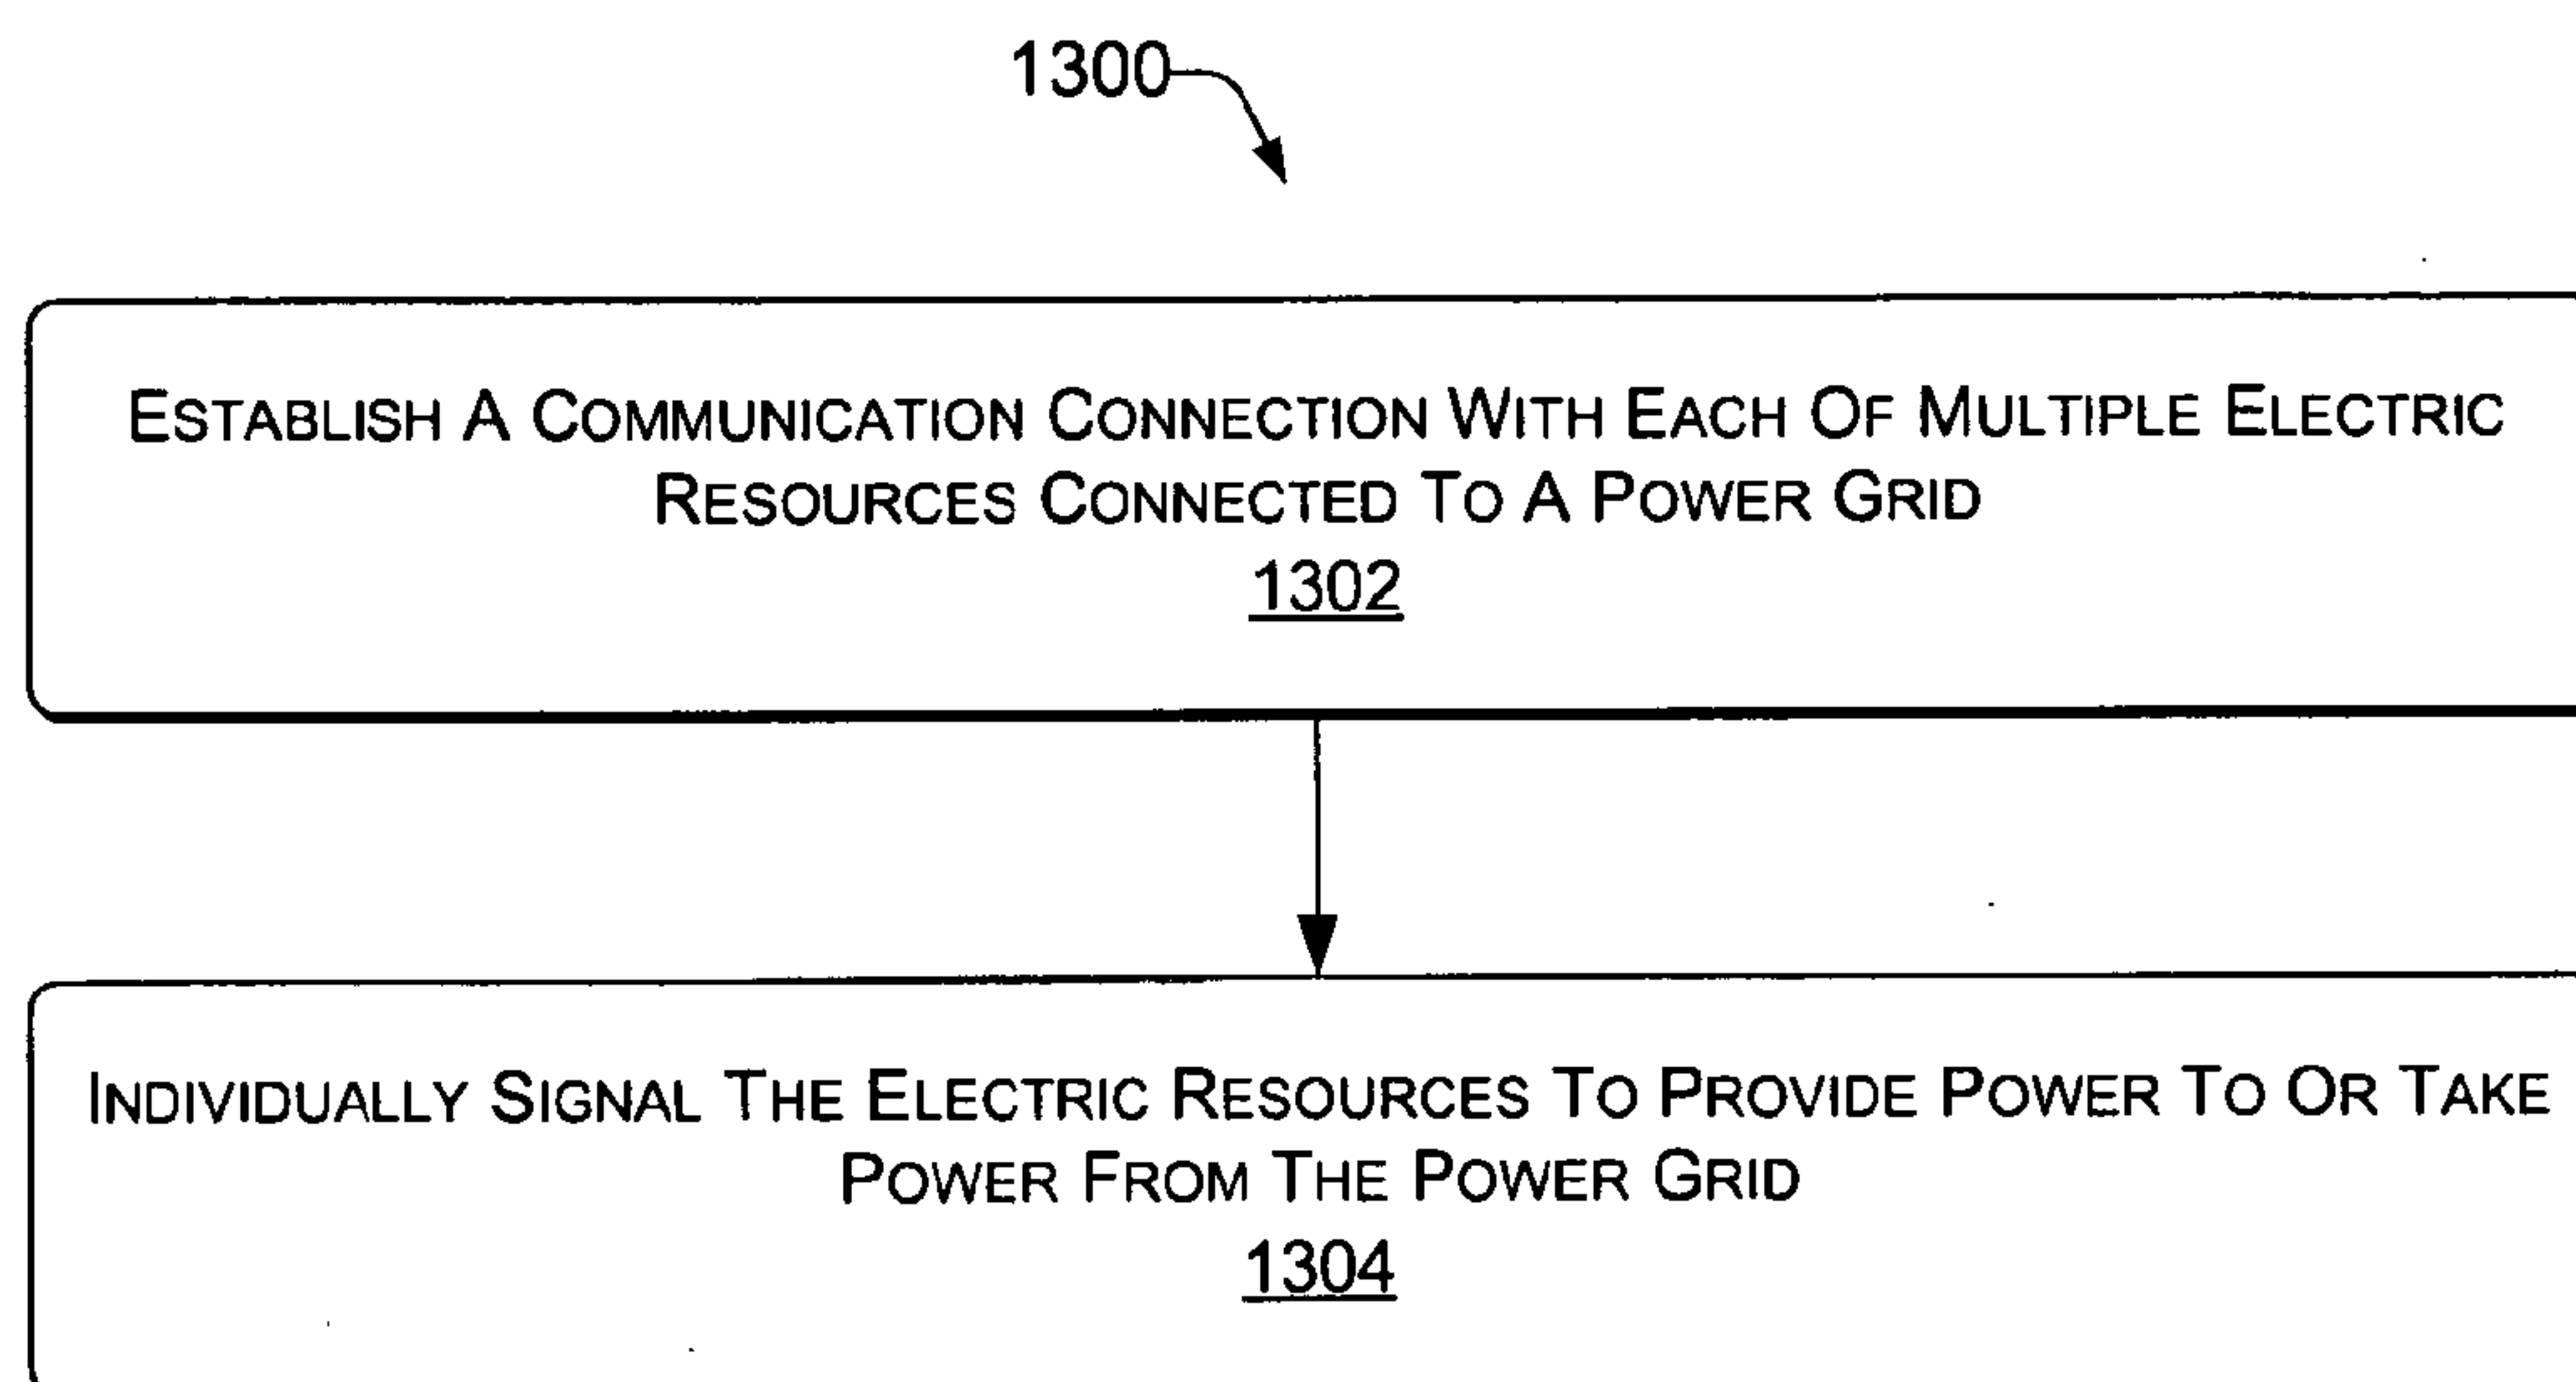 1300
ESTABLISH A COMMUNICATION CONNECTION WITH EACH OF MULTIPLE ELECTRIC
RESOURCES CONNECTED TO A POWER GRID
1302
INDIVIDUALLY SIGNAL THE ELECTRIC RESOURCES TO PROVIDE POWER TO OR TAKE
POWER FROM THE POWER GRID
1304